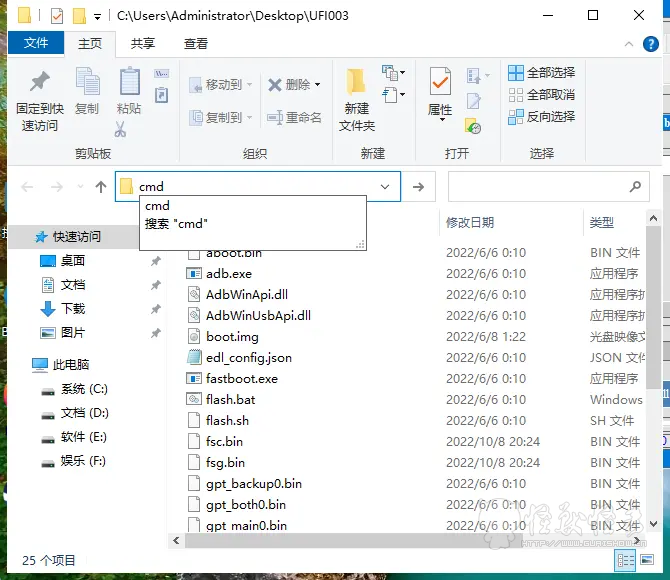 C:\Users\Administrator\Desktop\UFI003
文件 主页 共享 查看
固定到快
速访问
复制
粘贴
移动到
复制到
删除
重命名
新建
文件夹
属性
全部选择
全部取消
反向选择
剪贴板 组织 新建 打开 选择
cmd
cmd
搜索 "cmd"
修改日期 类型
快速访问
桌面
文档
下载
图片
此电脑
系统 (C:)
文档 (D:)
软件 (E:)
娱乐 (F:)
aboot.bin 2022/6/6 0:10 BIN 文件
adb.exe 2022/6/6 0:10 应用程序
AdbWinApi.dll 2022/6/6 0:10 应用程序扩
AdbWinUsbApi.dll 2022/6/6 0:10 应用程序扩
boot.img 2022/6/8 1:22 光盘映像文
edl_config.json 2022/6/6 0:10 JSON 文件
fastboot.exe 2022/6/6 0:10 应用程序
flash.bat 2022/6/6 0:10 Windows
flash.sh 2022/6/6 0:10 SH 文件
fsc.bin 2022/10/8 20:24 BIN 文件
fsg.bin 2022/10/8 20:24 BIN 文件
gpt_backup0.bin 2022/6/6 0:10 BIN 文件
gpt_both0.bin 2022/6/6 0:10 BIN 文件
gpt_main0.bin 2022/6/6 0:10 BIN 文件
25 个项目